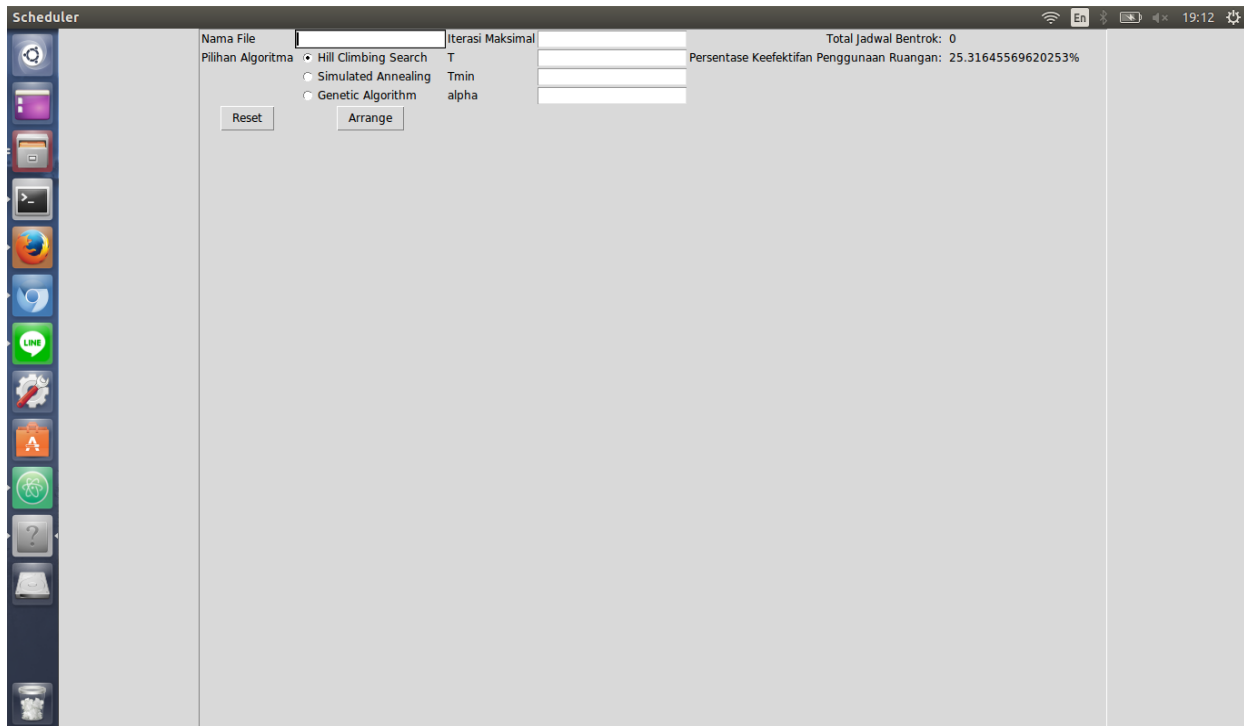 Scheduler En 19:12
Nama File Iterasi Maksimal Total Jadwal Bentrok: 0
Pilihan Algoritma Hill Climbing Search T Persentase Keefektifan Penggunaan Ruangan: 25.31645569620253%
Simulated Annealing Tmin
Genetic Algorithm alpha
Reset Arrange
LINE